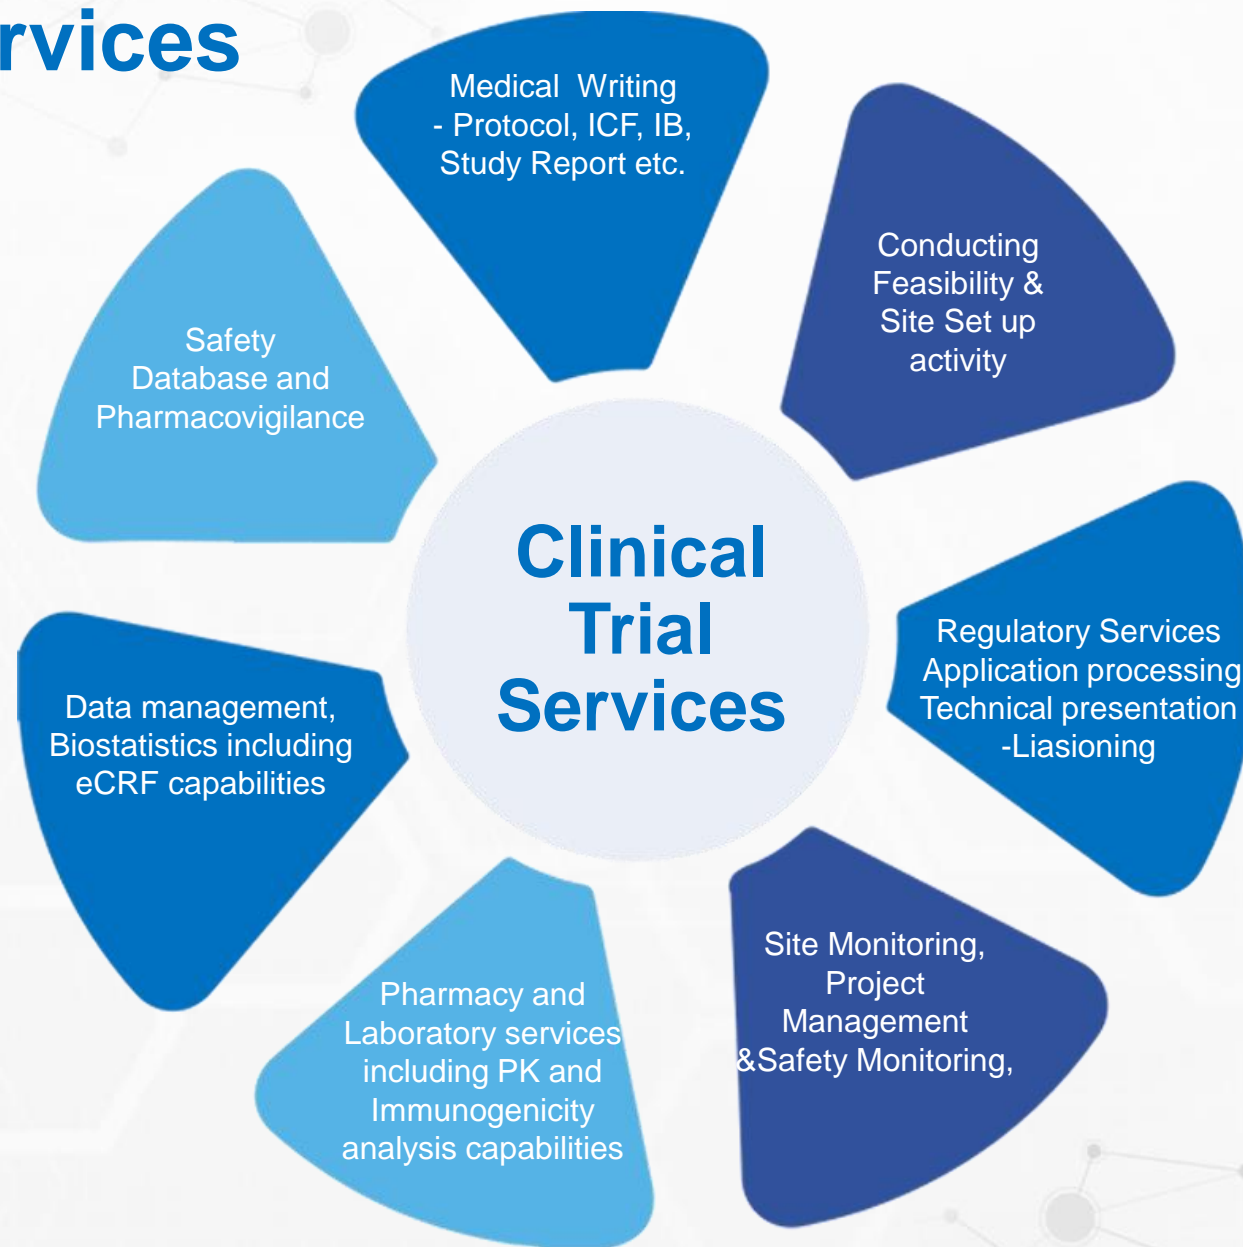 rvices
Medical Writing
- Protocol, ICF, IB,
Study Report etc.
Conducting
Feasibility &
Site Set up
activity
Regulatory Services
Application processing
Technical presentation
-Liasioning
Site Monitoring,
Project
Management
&Safety Monitoring,
Pharmacy and
Laboratory services
including PK and
Immunogenicity
analysis capabilities
Data management,
Biostatistics including
eCRF capabilities
Safety
Database and
Pharmacovigilance
Clinical
Trial
Services